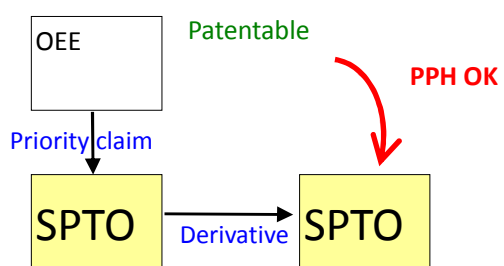 OEE
Patentable
PPH OK
Priority claim
SPTO
Derivative
SPTO